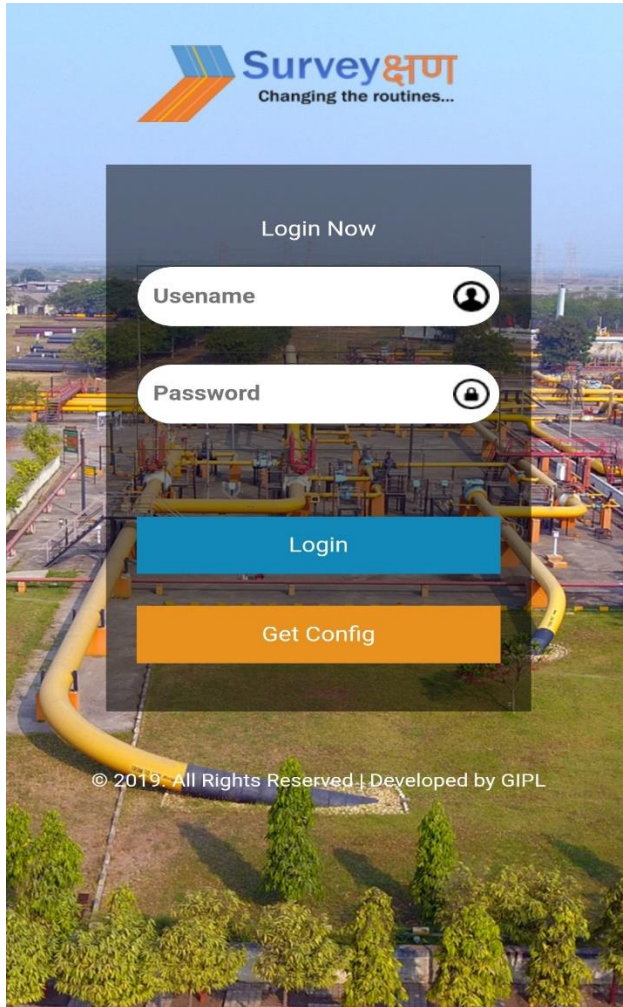 Surveyक्षण
Changing the routines...
Login Now
Usename
Password
Login
Get Config
© 2019. All Rights Reserved | Developed by GIPL